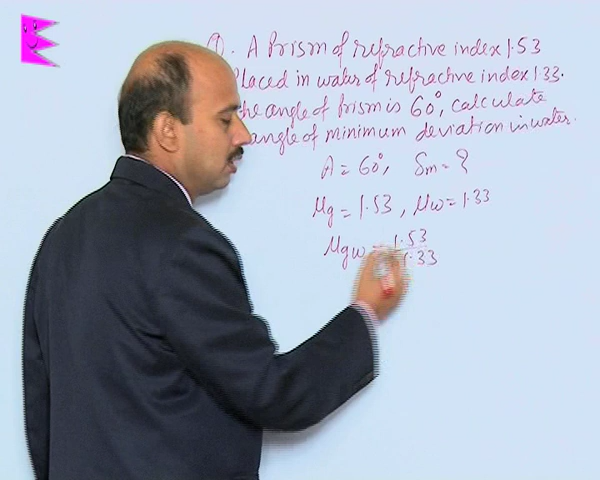 Q. A Prism of refractive index 1.53
Placed in water of refractive index 1.33.
the angle of Prism is 60°, calculate
angle of minimum deviation in water.
A = 60°, δm = ?
μg = 1.53, μw = 1.33
μgw = 1.53
1.33